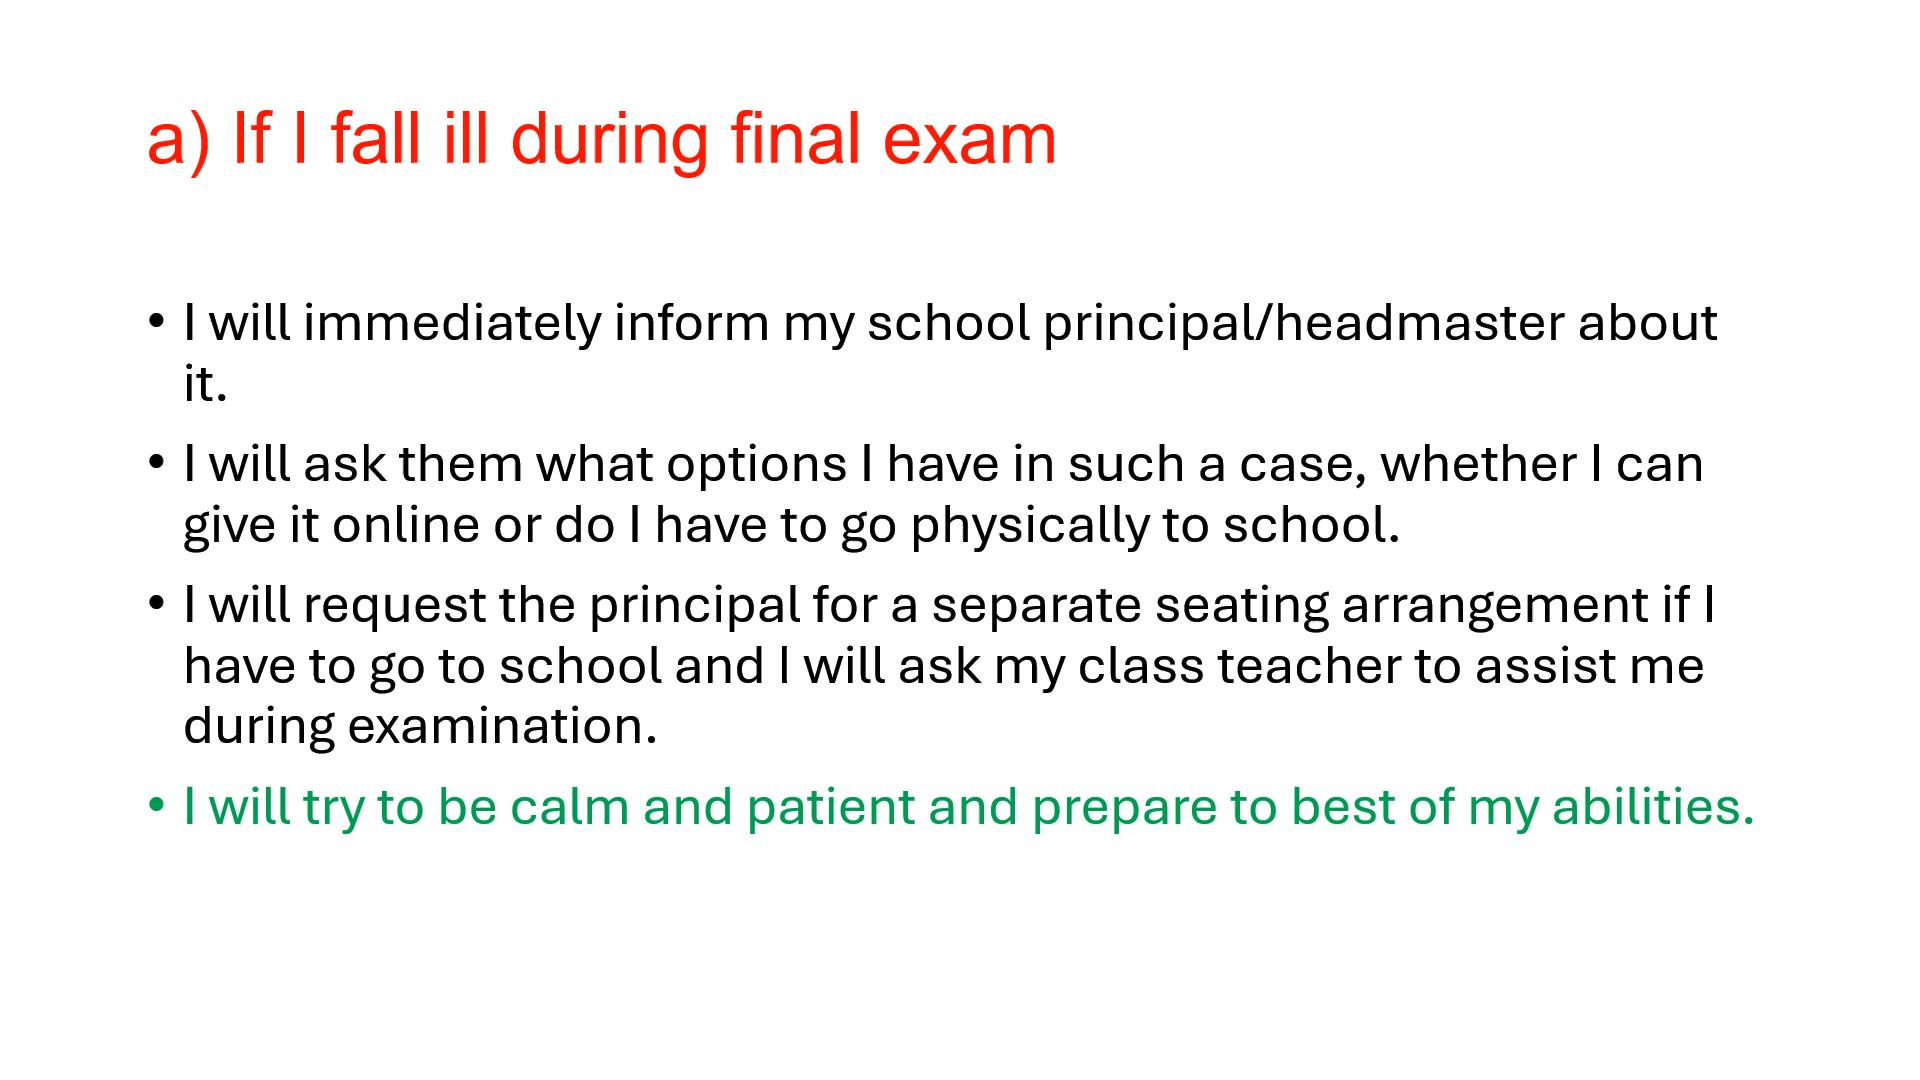 a) If I fall ill during final exam
• I will immediately inform my school principal/headmaster about
it.
• I will ask them what options I have in such a case, whether I can
give it online or do I have to go physically to school.
• I will request the principal for a separate seating arrangement if I
have to go to school and I will ask my class teacher to assist me
during examination.
• I will try to be calm and patient and prepare to best of my abilities.